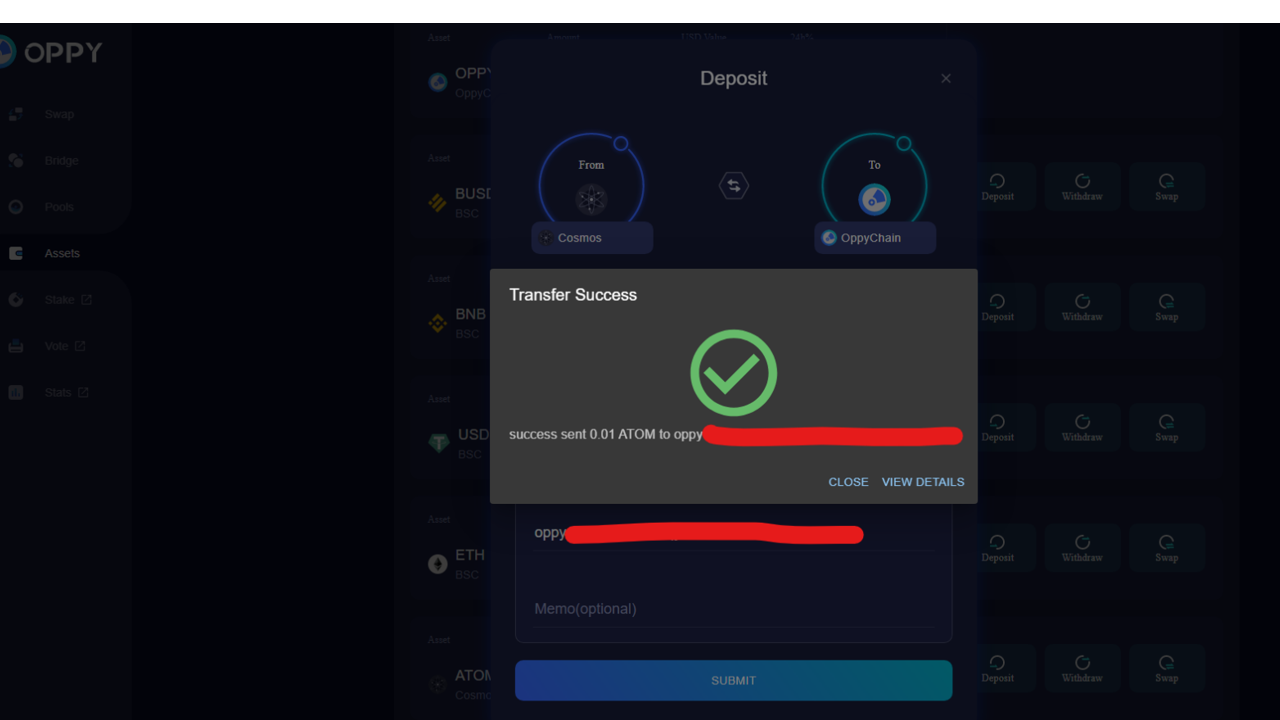 OPPY
Swap
Bridge
Pools
Assets
Stake
Vote
Stats
Asset Amount USD Value 24H%
OPPY
OppyC
Deposit
From
To
Cosmos
OppyChain
Asset
BUSD
BSC
Deposit Withdraw Swap
Asset
BNB
BSC
Deposit Withdraw Swap
Transfer Success
success sent 0.01 ATOM to oppy
CLOSE VIEW DETAILS
Asset
USD
BSC
Deposit Withdraw Swap
oppy
Asset
ETH
BSC
Deposit Withdraw Swap
Memo(optional)
Asset
ATOM
Cosmo
Deposit Withdraw Swap
SUBMIT